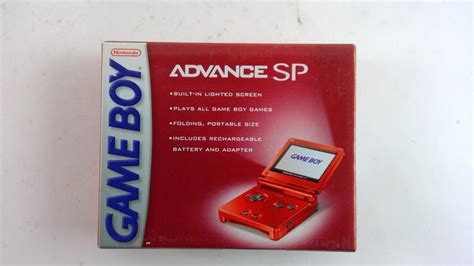 Nintendo
GAME BOY
ADVANCE SP
•BUILT-IN LIGHTED SCREEN
•PLAYS ALL GAME BOY GAMES
•FOLDING, PORTABLE SIZE
•INCLUDES RECHARGEABLE
BATTERY AND ADAPTER
GAME BOY